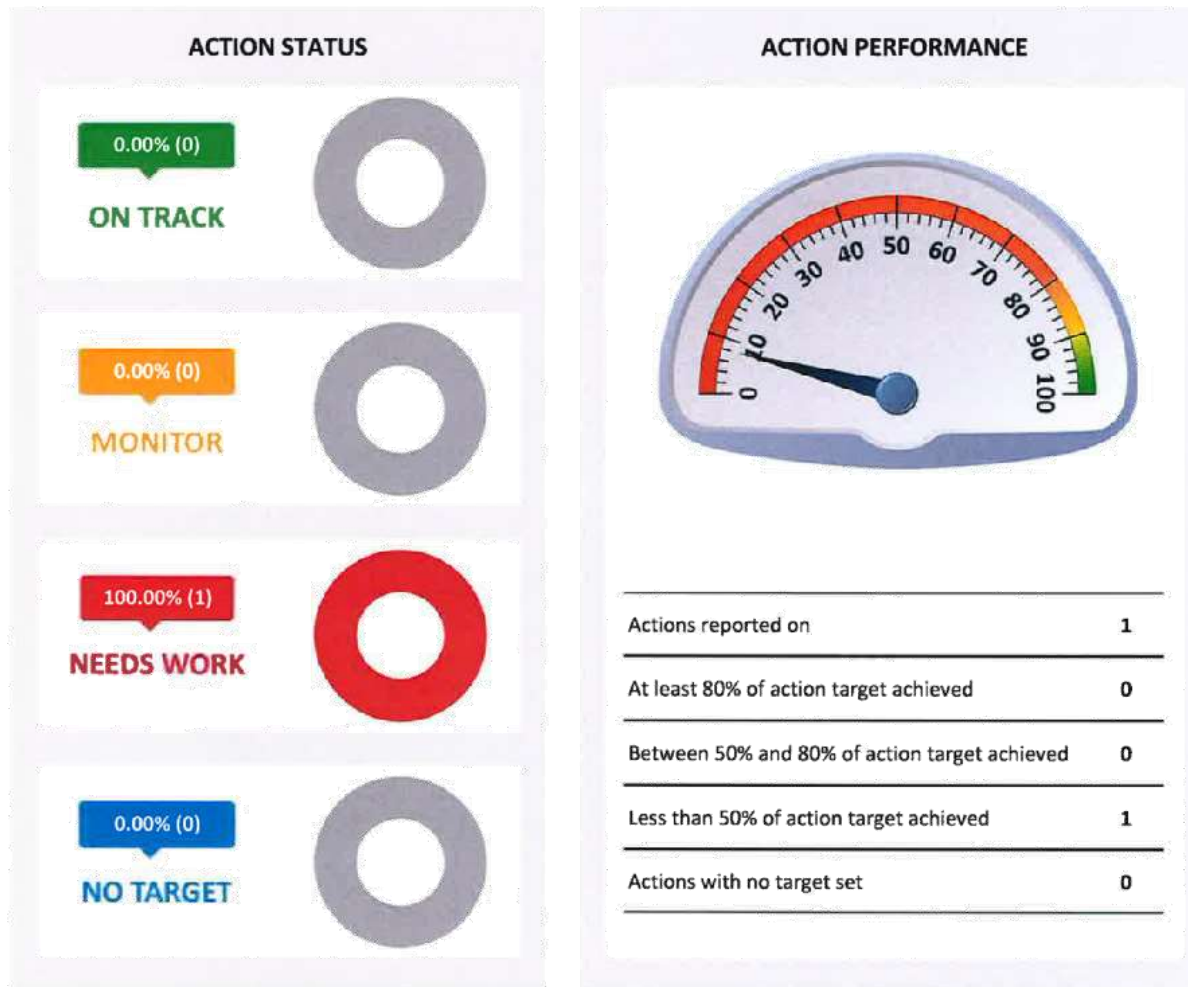 ACTION STATUS
0.00% (0)
ON TRACK
0.00% (0)
MONITOR
100.00% (1)
NEEDS WORK
0.00% (0)
NO TARGET
ACTION PERFORMANCE
0 10 20 30 40 50 60 70 80 90 100
Actions reported on 1
At least 80% of action target achieved 0
Between 50% and 80% of action target achieved 0
Less than 50% of action target achieved 1
Actions with no target set 0